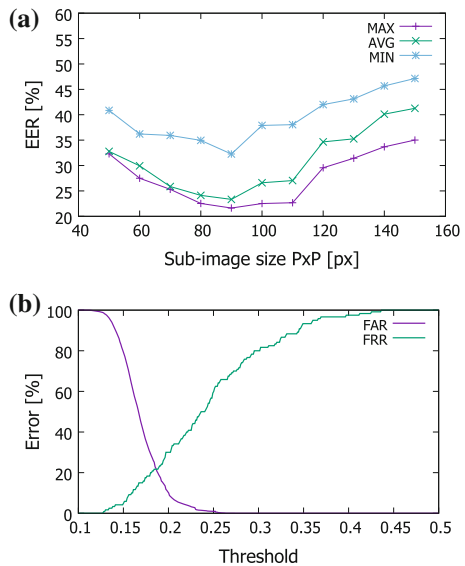 (a)
60
55
50
45
40
35
30
25
20
EER [%]
MAX
AVG
MIN
40 60 80 100 120 140 160
Sub-image size PxP [px]
(b)
100
80
60
40
20
0
Error [%]
FAR
FRR
0.1 0.15 0.2 0.25 0.3 0.35 0.4 0.45 0.5
Threshold